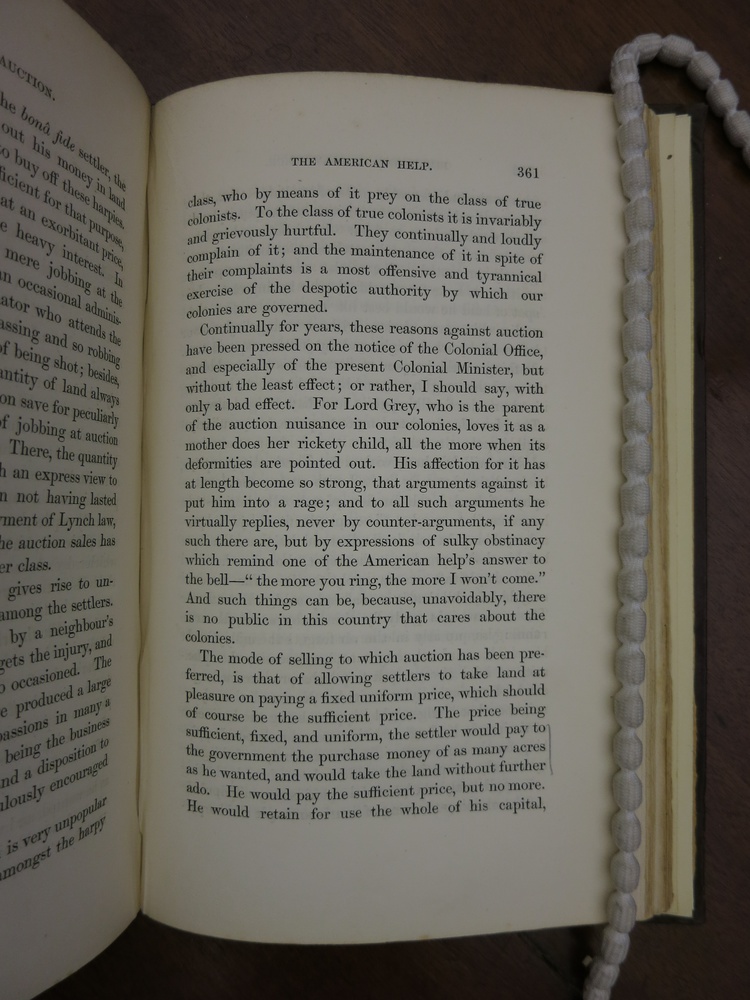 AUCTION.
he bonâ fide settler, the
out his money in land
o buy off these harpies.
ficient for that purpose,
at an exorbitant price,
e heavy interest. In
mere jobbing at the
n occasional adminis-
ator who attends the
assing and so robbing
of being shot; besides,
antity of land always
on save for peculiarly
of jobbing at auction
There, the quantity
h an express view to
n not having lasted
yment of Lynch law,
he auction sales has
er class.
gives rise to un-
among the settlers.
by a neighbour's
gets the injury, and
o occasioned. The
e produced a large
passions in many a
being the business
nd a disposition to
lously encouraged
is very unpopular
amongst the harpy
THE AMERICAN HELP. 361
class, who by means of it prey on the class of true
colonists. To the class of true colonists it is invariably
and grievously hurtful. They continually and loudly
complain of it; and the maintenance of it in spite of
their complaints is a most offensive and tyrannical
exercise of the despotic authority by which our
colonies are governed.
Continually for years, these reasons against auction
have been pressed on the notice of the Colonial Office,
and especially of the present Colonial Minister, but
without the least effect; or rather, I should say, with
only a bad effect. For Lord Grey, who is the parent
of the auction nuisance in our colonies, loves it as a
mother does her rickety child, all the more when its
deformities are pointed out. His affection for it has
at length become so strong, that arguments against it
put him into a rage; and to all such arguments he
virtually replies, never by counter-arguments, if any
such there are, but by expressions of sulky obstinacy
which remind one of the American help's answer to
the bell—“ the more you ring, the more I won't come.”
And such things can be, because, unavoidably, there
is no public in this country that cares about the
colonies.
The mode of selling to which auction has been pre-
ferred, is that of allowing settlers to take land at
pleasure on paying a fixed uniform price, which should
of course be the sufficient price. The price being
sufficient, fixed, and uniform, the settler would pay to
the government the purchase money of as many acres
as he wanted, and would take the land without further
ado. He would pay the sufficient price, but no more.
He would retain for use the whole of his capital,